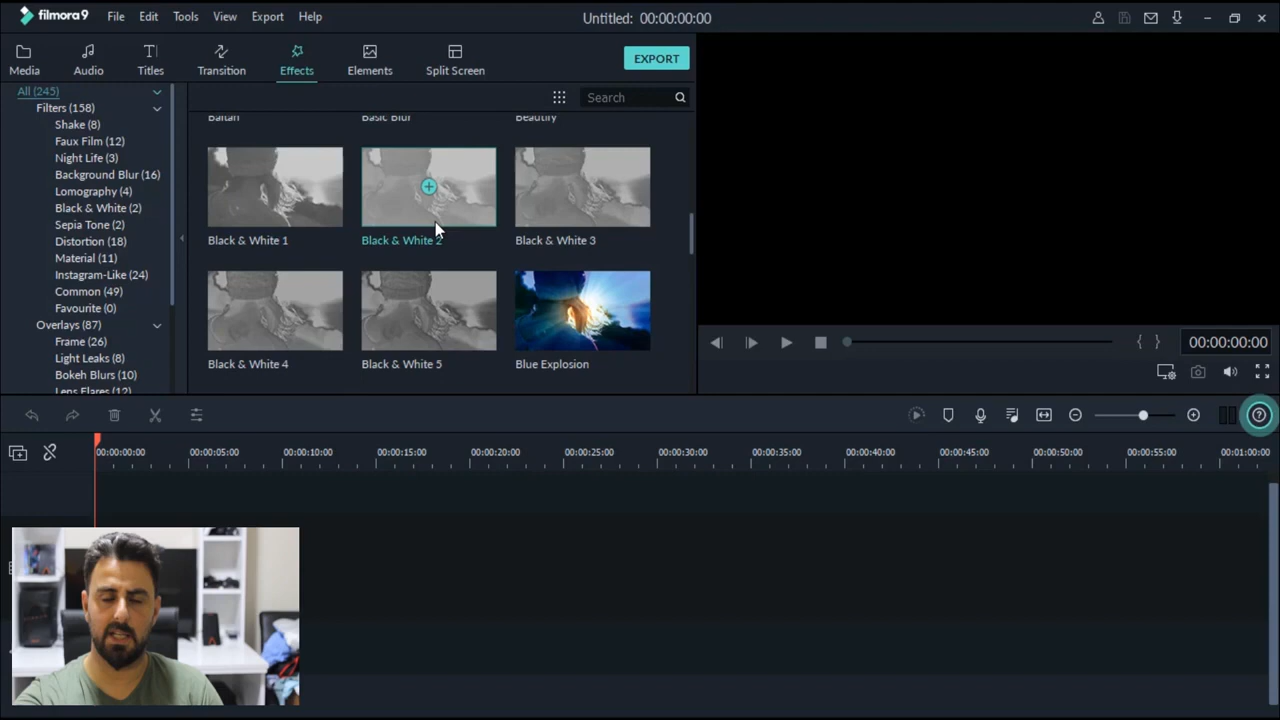 filmora9
File Edit Tools View Export Help
Untitled: 00:00:00:00
Media Audio Titles Transition Effects Elements Split Screen
EXPORT
All (245)
Filters (158)
Shake (8)
Faux Film (12)
Night Life (3)
Background Blur (16)
Lomography (4)
Black & White (2)
Sepia Tone (2)
Distortion (18)
Material (11)
Instagram-Like (24)
Common (49)
Favourite (0)
Overlays (87)
Frame (26)
Light Leaks (8)
Bokeh Blurs (10)
Lens Flares (12)
Search
Basic Blur Beautify
Black & White 1 Black & White 2 Black & White 3
Black & White 4 Black & White 5 Blue Explosion
{ } 00:00:00:00
00:00:00:00 00:00:05:00 00:00:10:00 00:00:15:00 00:00:20:00 00:00:25:00 00:00:30:00 00:00:35:00 00:00:40:00 00:00:45:00 00:00:50:00 00:00:55:00 00:01:00:00